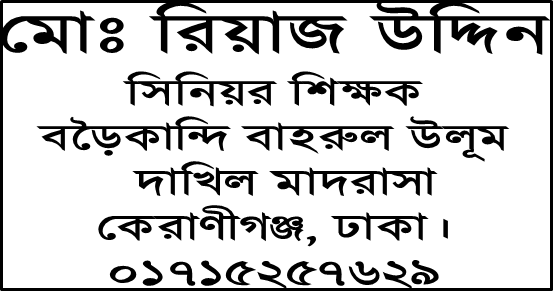 মোঃ রিয়াজ উদ্দিন
সিনিয়র শিক্ষক
বড়ৈকান্দি বাহরুল উলূম
দাখিল মাদরাসা
কেরাণীগঞ্জ, ঢাকা।
০১৭১৫২৫৭৬২৯